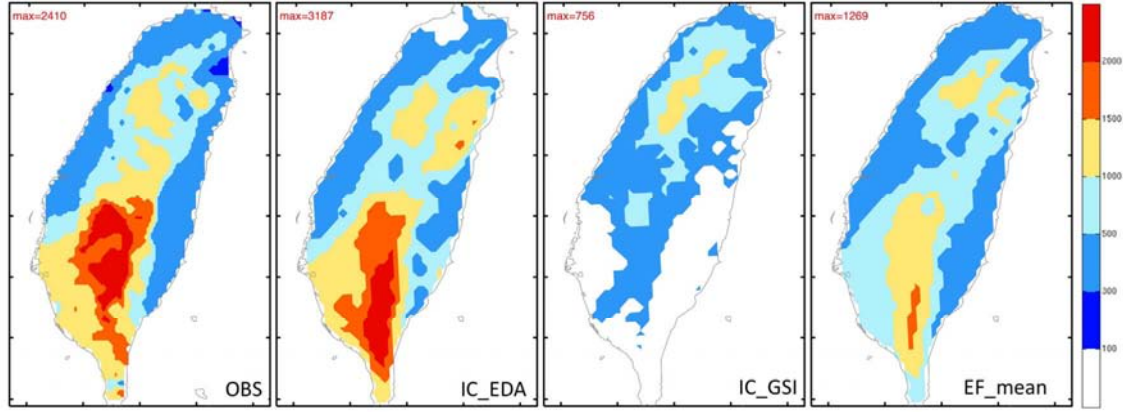 max=2410
max=3187
max=756
max=1269
2000
1500
1000
500
300
100
OBS
IC_EDA
IC_GSI
EF_mean